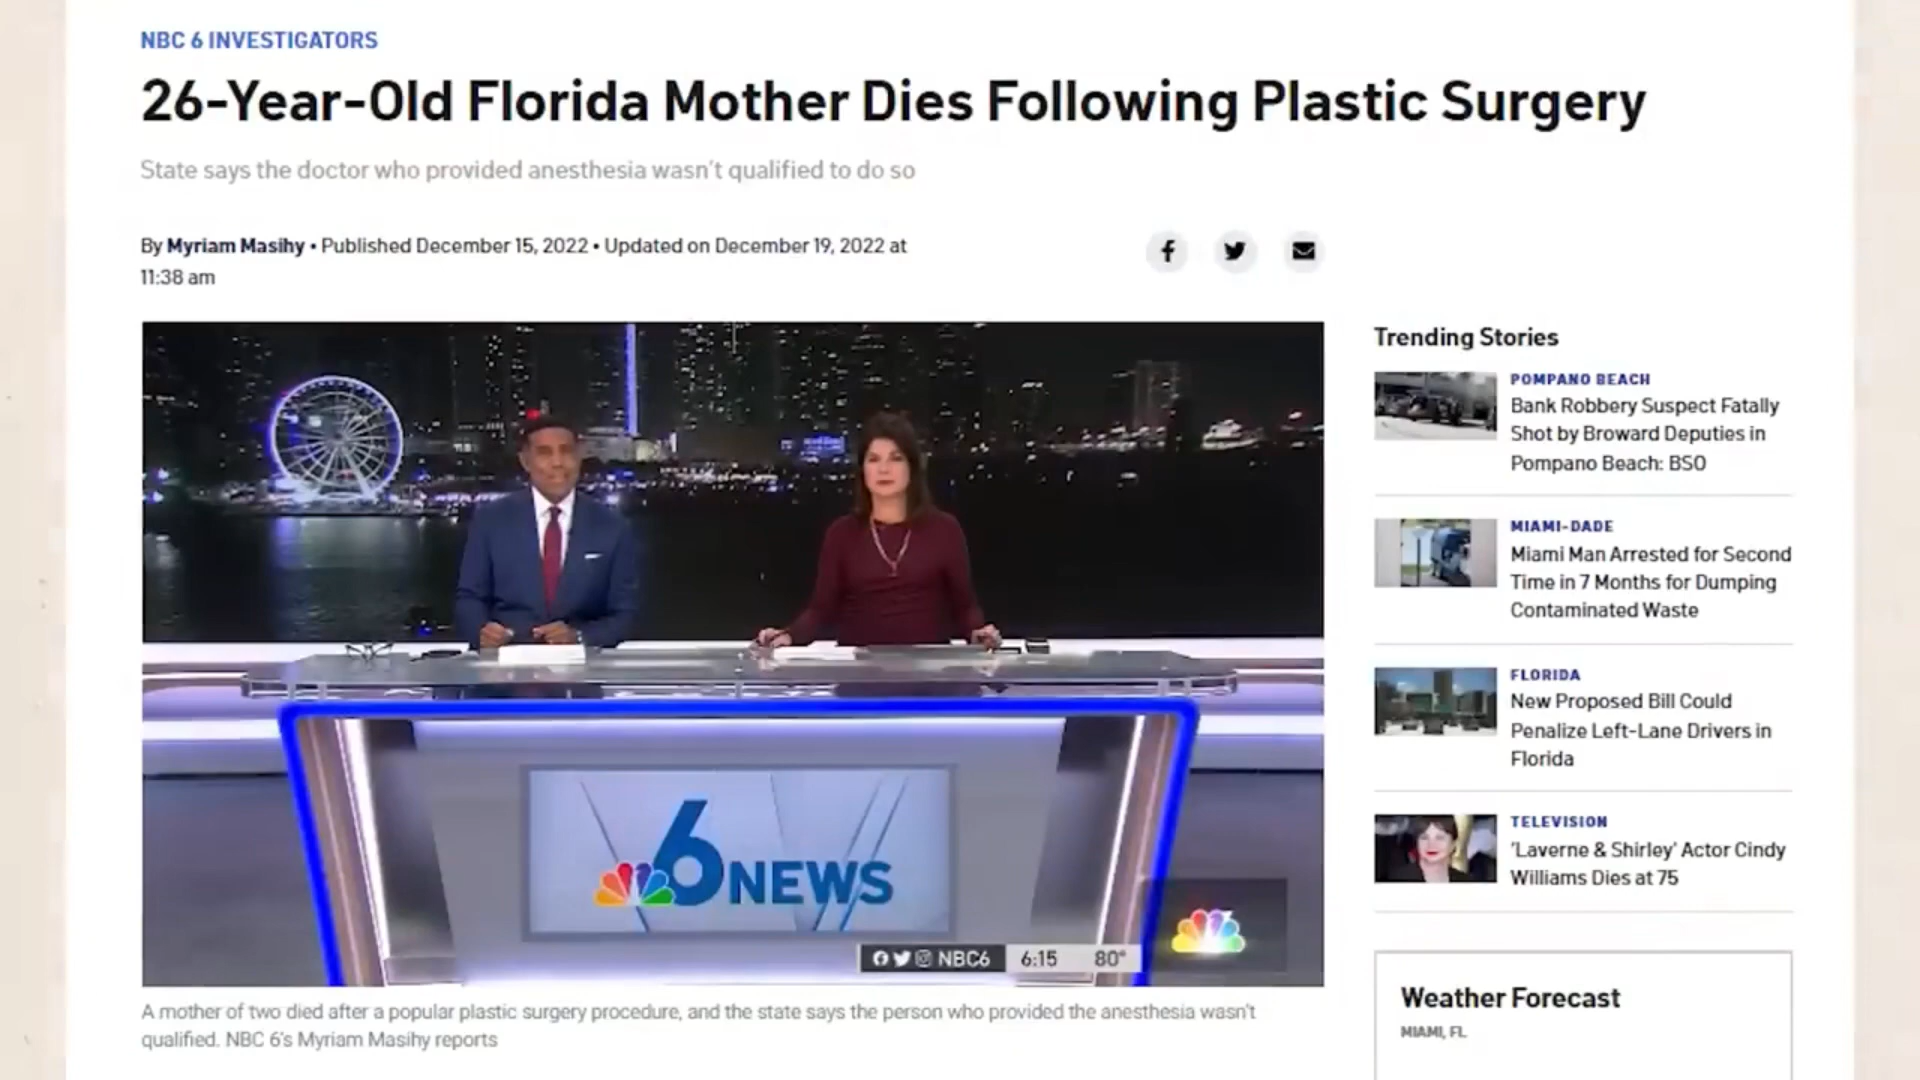 NBC 6 INVESTIGATORS
26-Year-Old Florida Mother Dies Following Plastic Surgery
State says the doctor who provided anesthesia wasn't qualified to do so
By Myriam Masihy • Published December 15, 2022 • Updated on December 19, 2022 at
11:38 am
6 NEWS
NBC6 6:15 80°
A mother of two died after a popular plastic surgery procedure, and the state says the person who provided the anesthesia wasn't
qualified. NBC 6's Myriam Masihy reports
Trending Stories
POMPANO BEACH
Bank Robbery Suspect Fatally
Shot by Broward Deputies in
Pompano Beach: BSO
MIAMI-DADE
Miami Man Arrested for Second
Time in 7 Months for Dumping
Contaminated Waste
FLORIDA
New Proposed Bill Could
Penalize Left-Lane Drivers in
Florida
TELEVISION
'Laverne & Shirley' Actor Cindy
Williams Dies at 75
Weather Forecast
MIAMI, FL